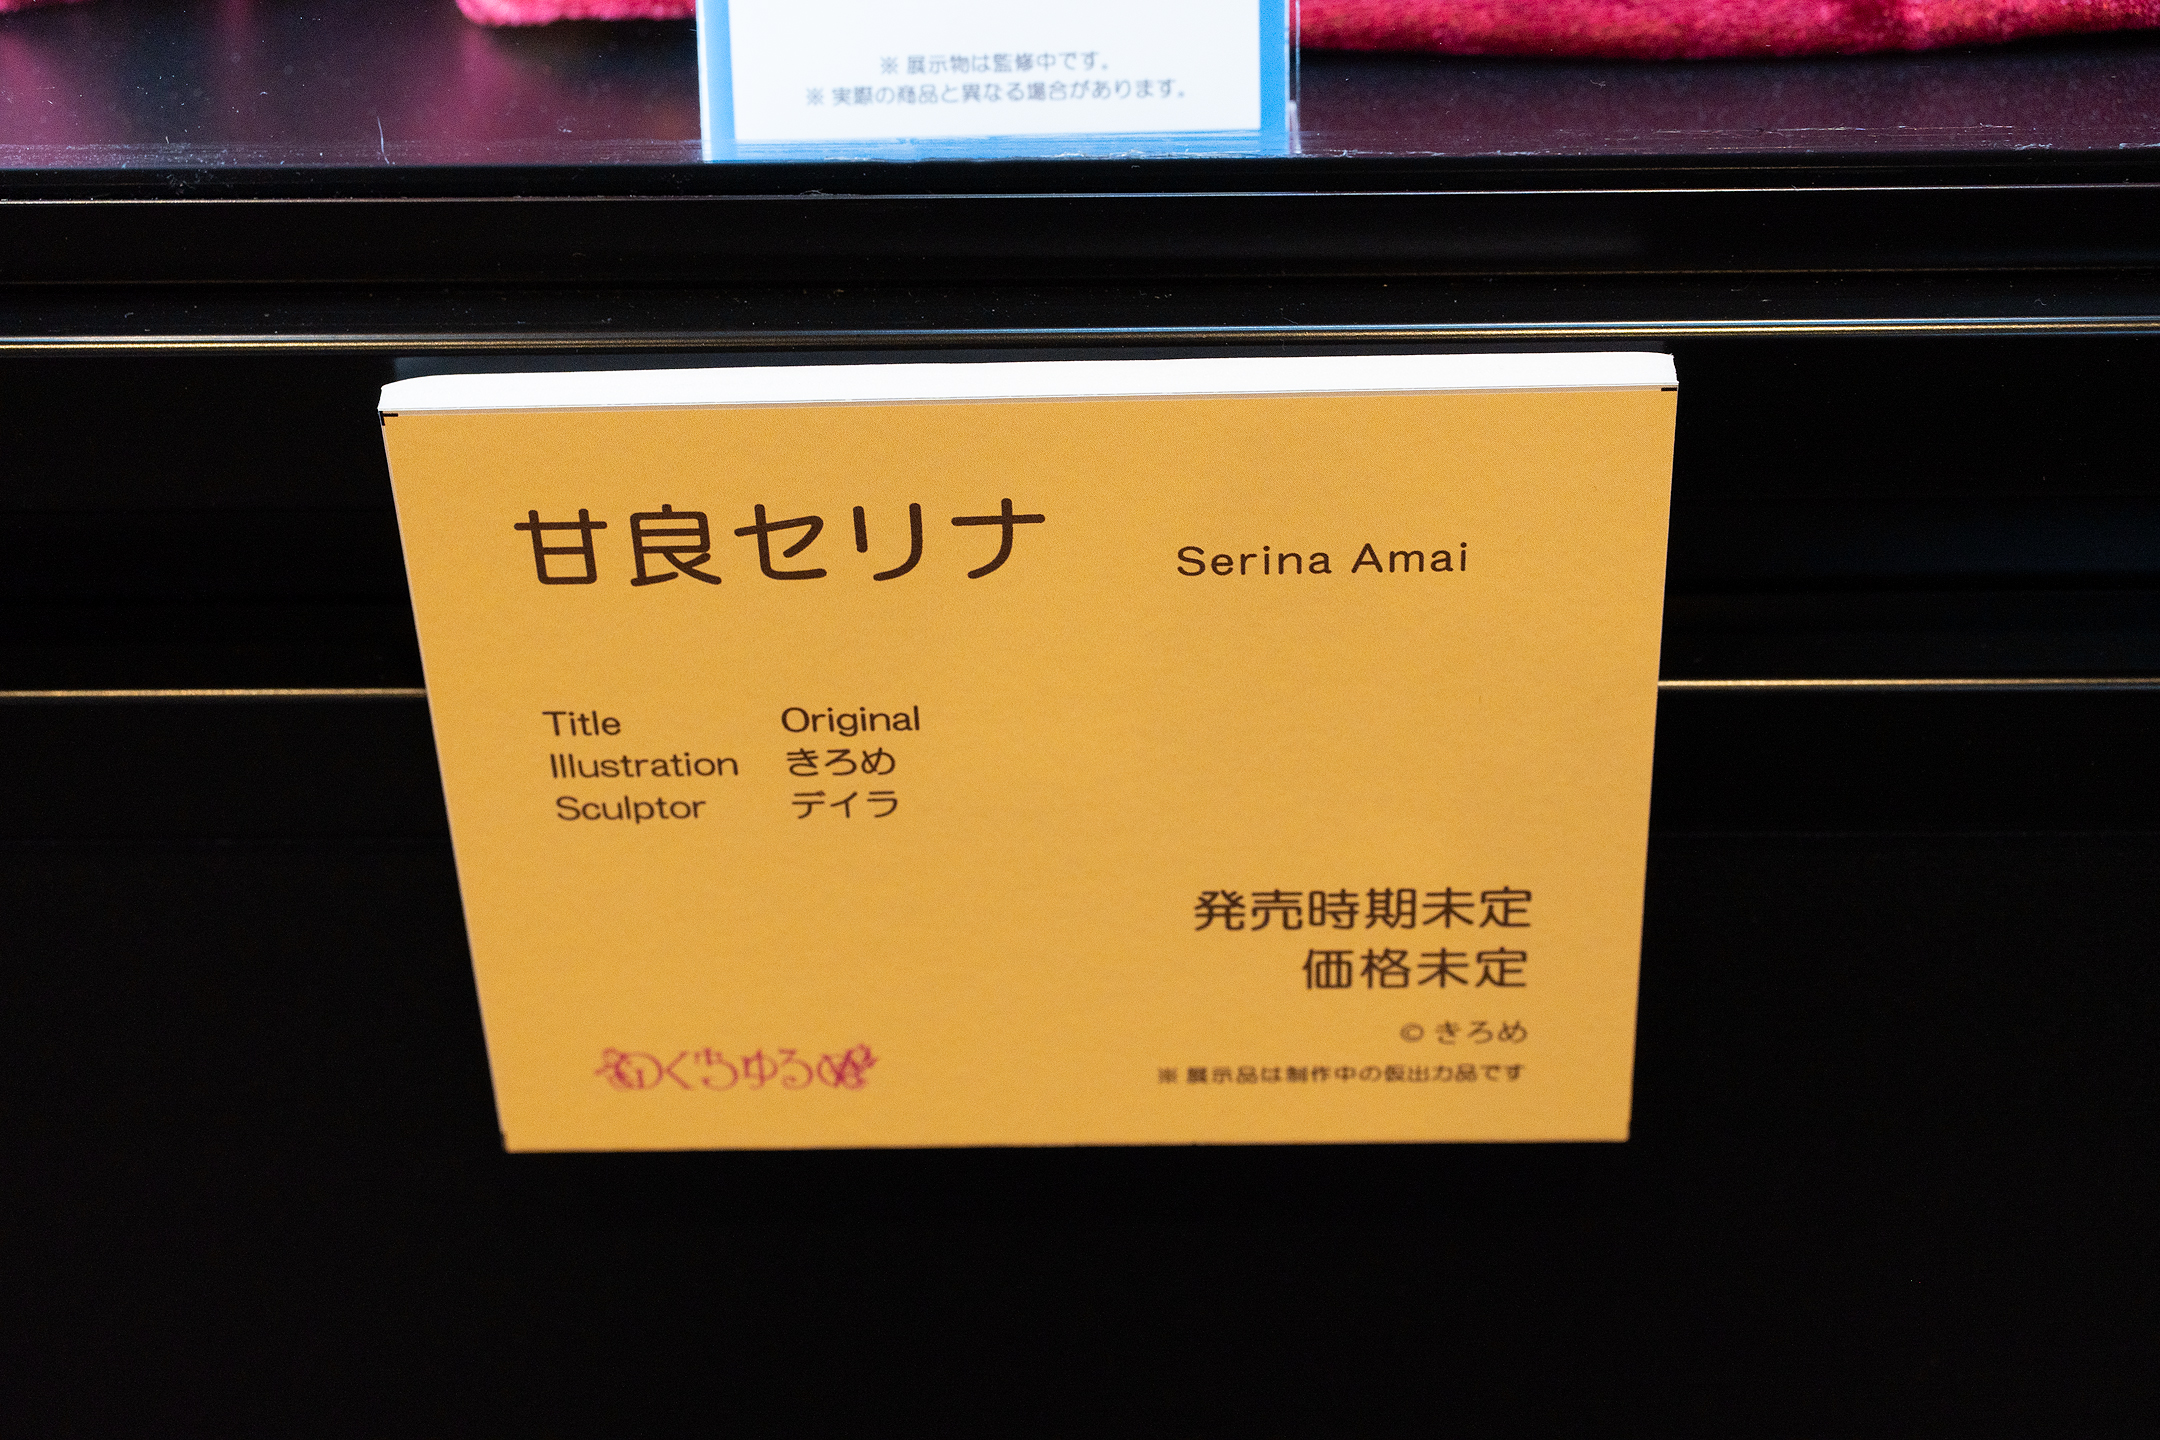 ※ 展示物は監修中です。
※ 実際の商品と異なる場合があります。
甘良セリナ Serina Amai
Title Original
Illustration きろめ
Sculptor デイラ
発売時期未定
価格未定
© きろめ
※ 展示品は制作中の仮出力品です